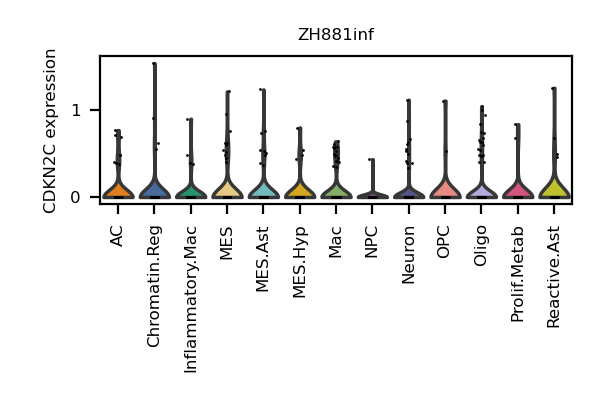 ZH881inf
CDKN2C expression
1
0
AC
Chromatin.Reg
Inflammatory.Mac
MES
MES.Ast
MES.Hyp
Mac
NPC
Neuron
OPC
Oligo
Prolif.Metab
Reactive.Ast